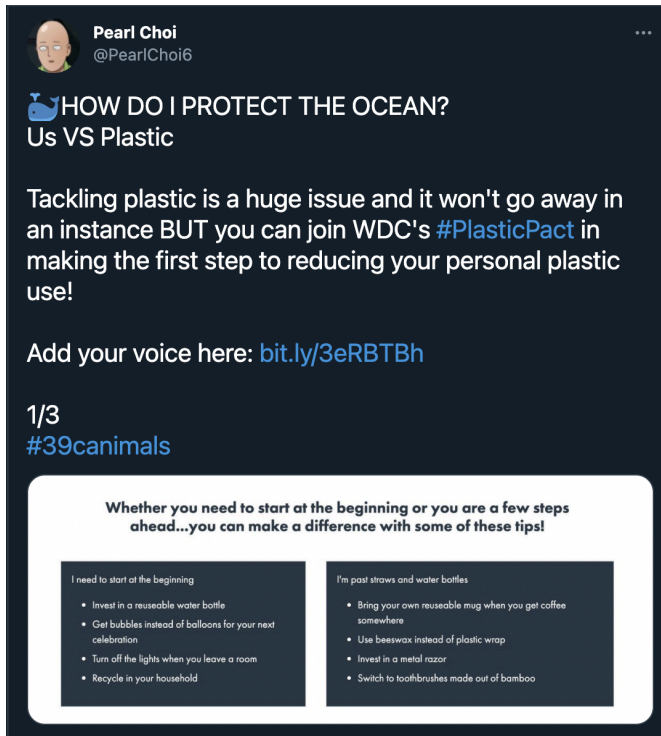 Pearl Choi
@PearlChoi6
🐳HOW DO I PROTECT THE OCEAN?
Us VS Plastic
Tackling plastic is a huge issue and it won't go away in
an instance BUT you can join WDC's #PlasticPact in
making the first step to reducing your personal plastic
use!
Add your voice here: bit.ly/3eRBTBh
1/3
#39canimals
Whether you need to start at the beginning or you are a few steps
ahead...you can make a difference with some of these tips!
I need to start at the beginning
• Invest in a reuseable water bottle
• Get bubbles instead of balloons for your next
celebration
• Turn off the lights when you leave a room
• Recycle in your household
I'm past straws and water bottles
• Bring your own reuseable mug when you get coffee
somewhere
• Use beeswax instead of plastic wrap
• Invest in a metal razor
• Switch to toothbrushes made out of bamboo